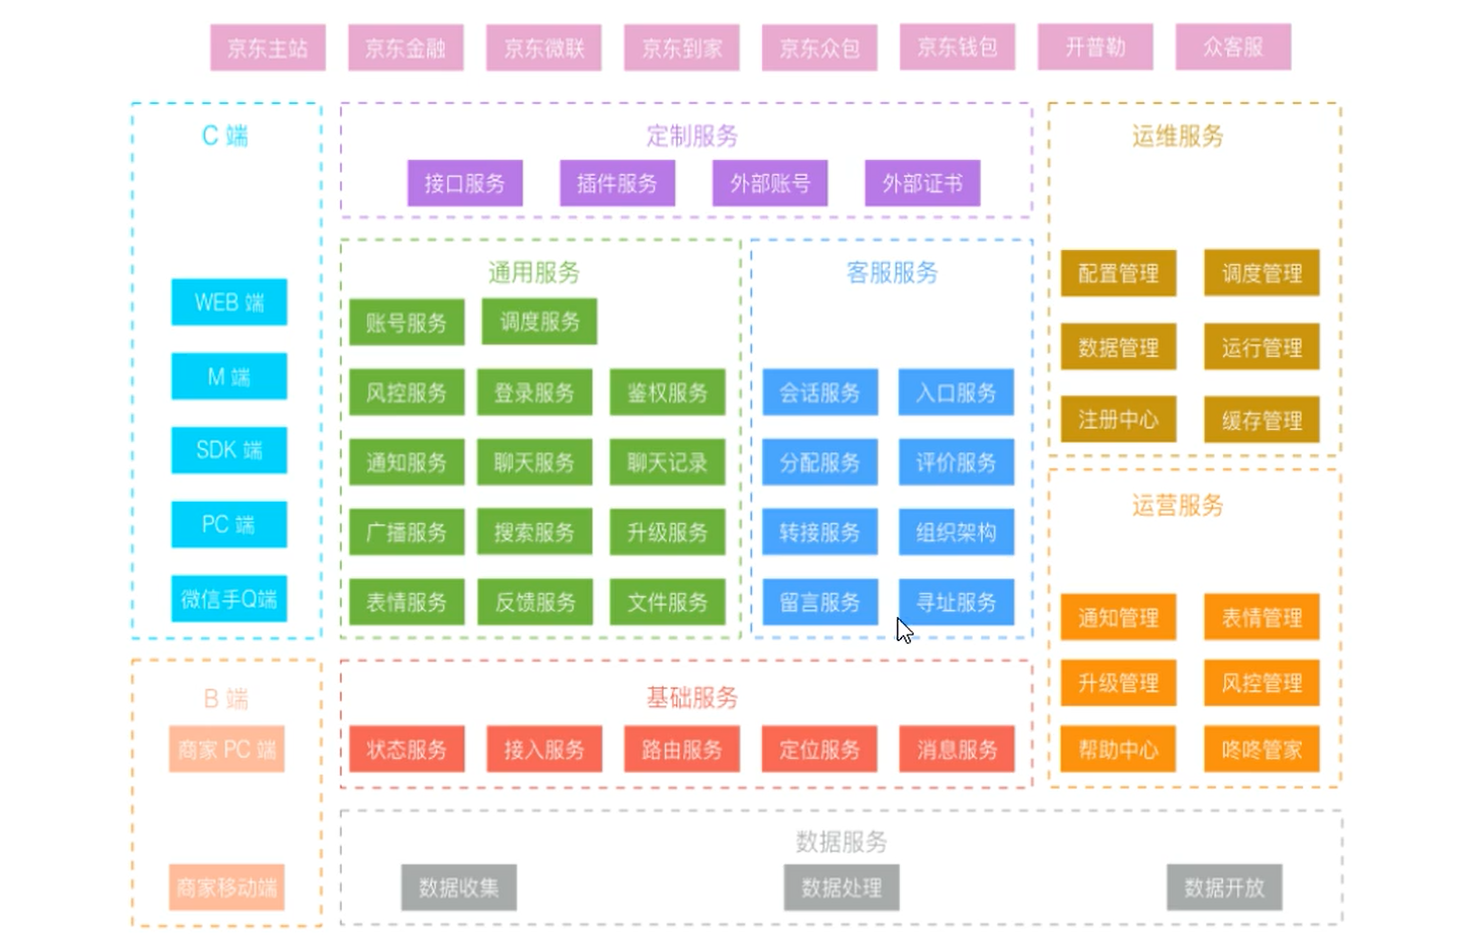 京东主站 京东金融 京东微联 京东到家 京东众包 京东钱包 开普勒 众客服
C 端
WEB 端
M 端
SDK 端
PC 端
微信手Q端
B 端
商家 PC 端
商家移动端
定制服务
接口服务 插件服务 外部账号 外部证书
通用服务
账号服务 调度服务
风控服务 登录服务 鉴权服务
通知服务 聊天服务 聊天记录
广播服务 搜索服务 升级服务
表情服务 反馈服务 文件服务
客服服务
会话服务 入口服务
分配服务 评价服务
转接服务 组织架构
留言服务 寻址服务
基础服务
状态服务 接入服务 路由服务 定位服务 消息服务
运维服务
配置管理 调度管理
数据管理 运行管理
注册中心 缓存管理
运营服务
通知管理 表情管理
升级管理 风控管理
帮助中心 咚咚管家
数据服务
数据收集 数据处理 数据开放